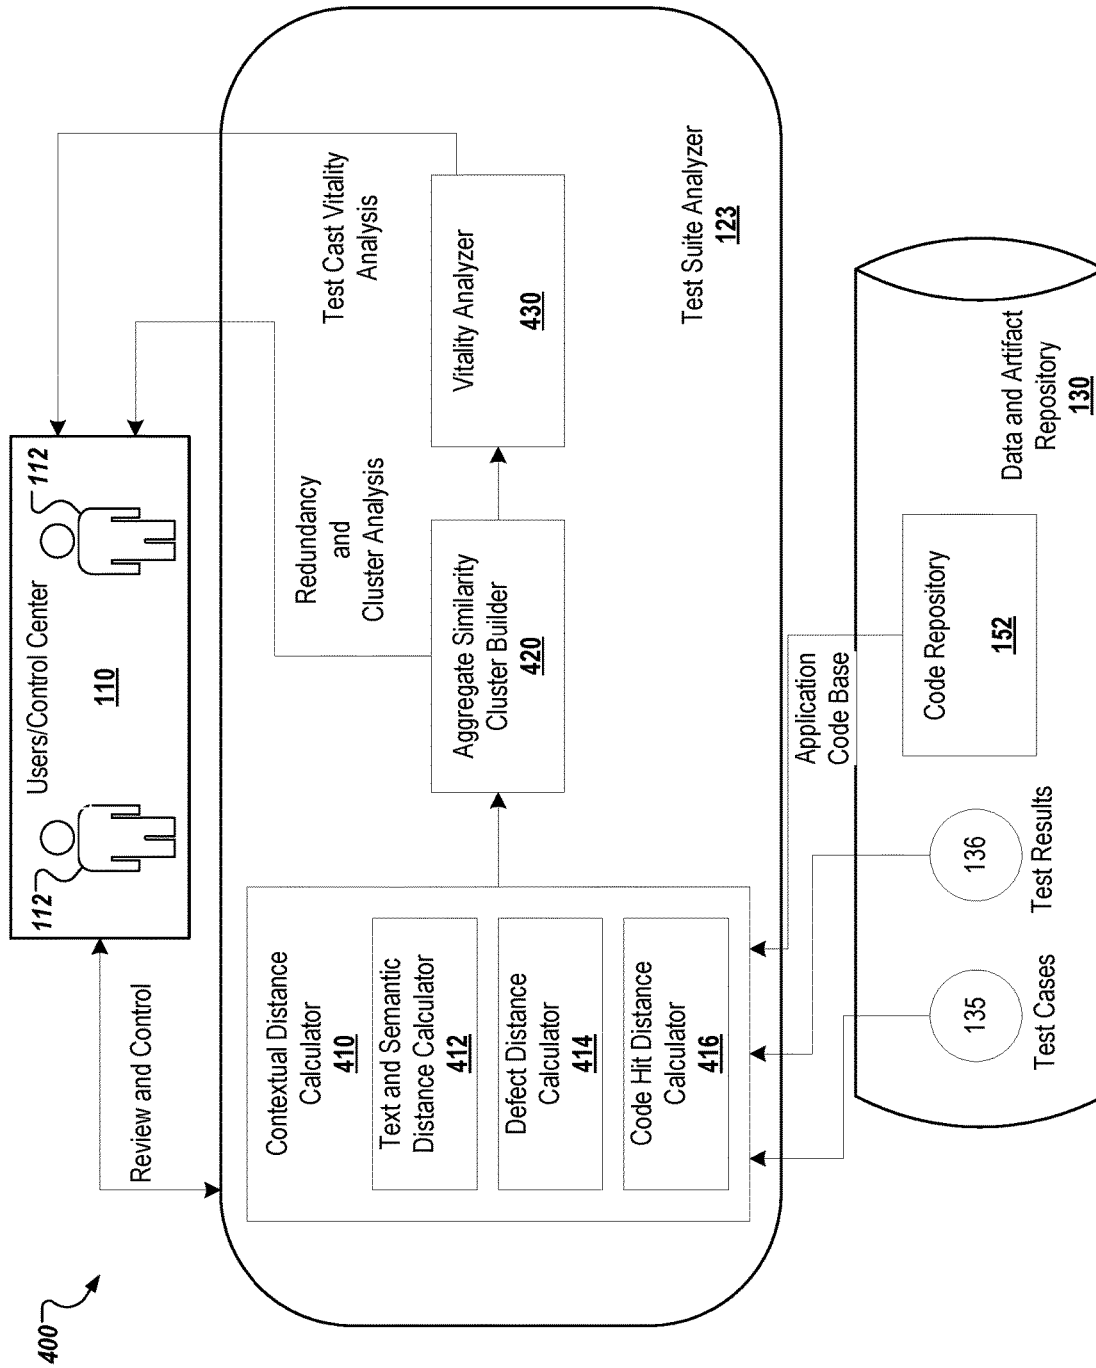 400
Review and Control
112
Users/Control Center
110
112
Contextual Distance
Calculator
410
Text and Semantic
Distance Calculator
412
Defect Distance
Calculator
414
Code Hit Distance
Calculator
416
Redundancy
and
Cluster Analysis
Aggregate Similarity
Cluster Builder
420
Test Cast Vitality
Analysis
Vitality Analyzer
430
Test Suite Analyzer
123
Application
Code Base
135
Test Cases
136
Test Results
Code Repository
152
Data and Artifact
Repository
130